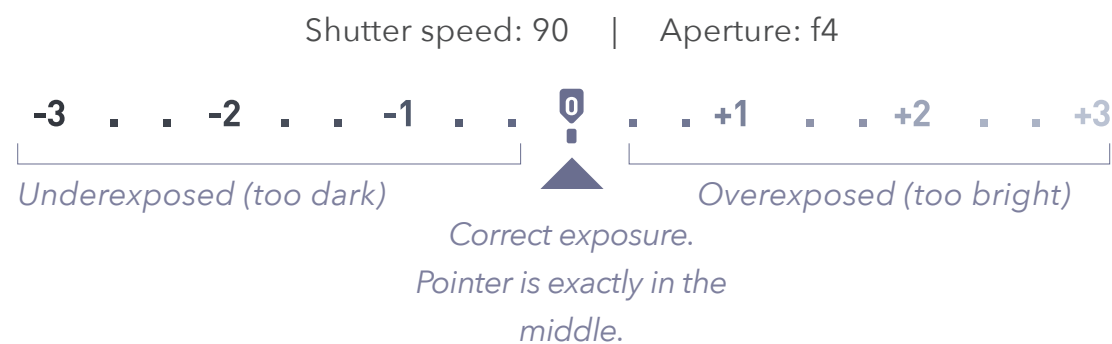 Shutter speed: 90 | Aperture: f4
-3 . . -2 . . -1 . . 0 . . +1 . . +2 . . +3
Underexposed (too dark) Overexposed (too bright)
Correct exposure.
Pointer is exactly in the
middle.